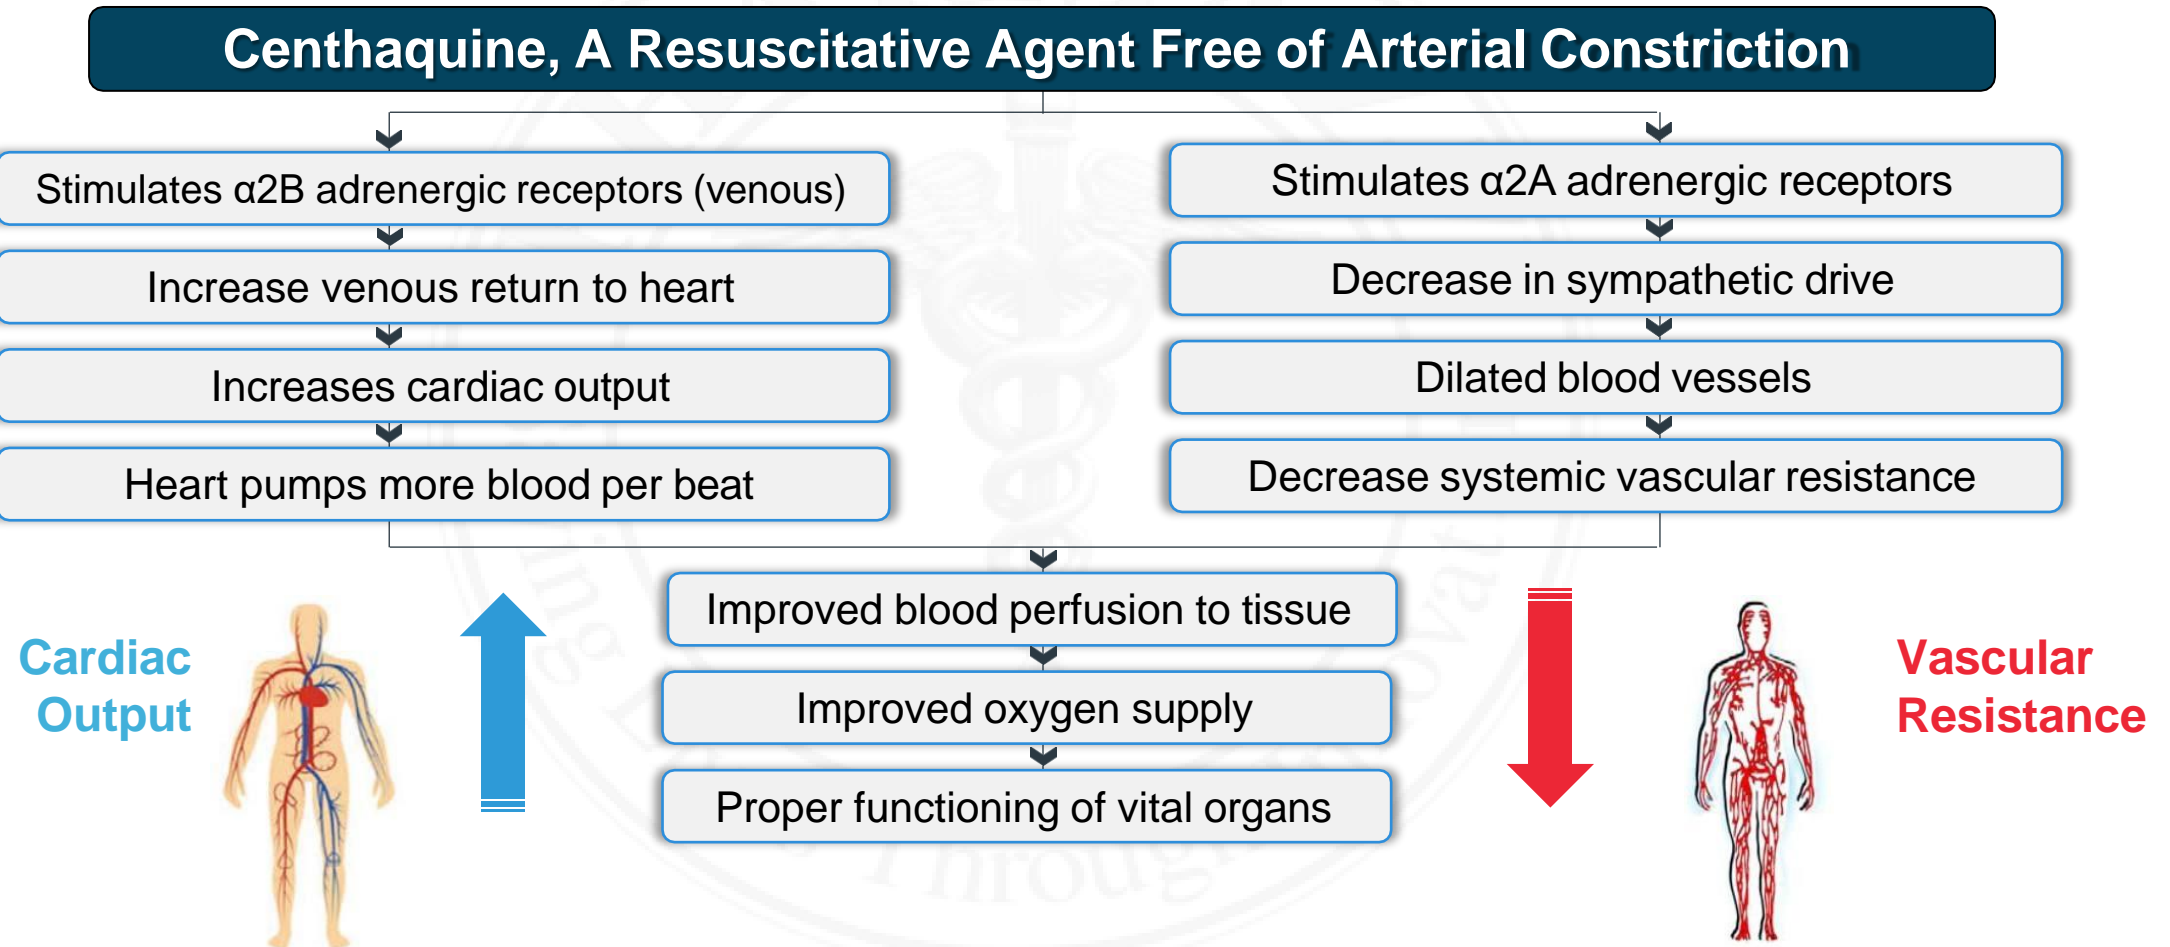 Centhaquine, A Resuscitative Agent Free of Arterial Constriction
Stimulates α2B adrenergic receptors (venous)
Increase venous return to heart
Increases cardiac output
Heart pumps more blood per beat
Stimulates α2A adrenergic receptors
Decrease in sympathetic drive
Dilated blood vessels
Decrease systemic vascular resistance
Improved blood perfusion to tissue
Improved oxygen supply
Proper functioning of vital organs
Cardiac
Output
Vascular
Resistance
Through